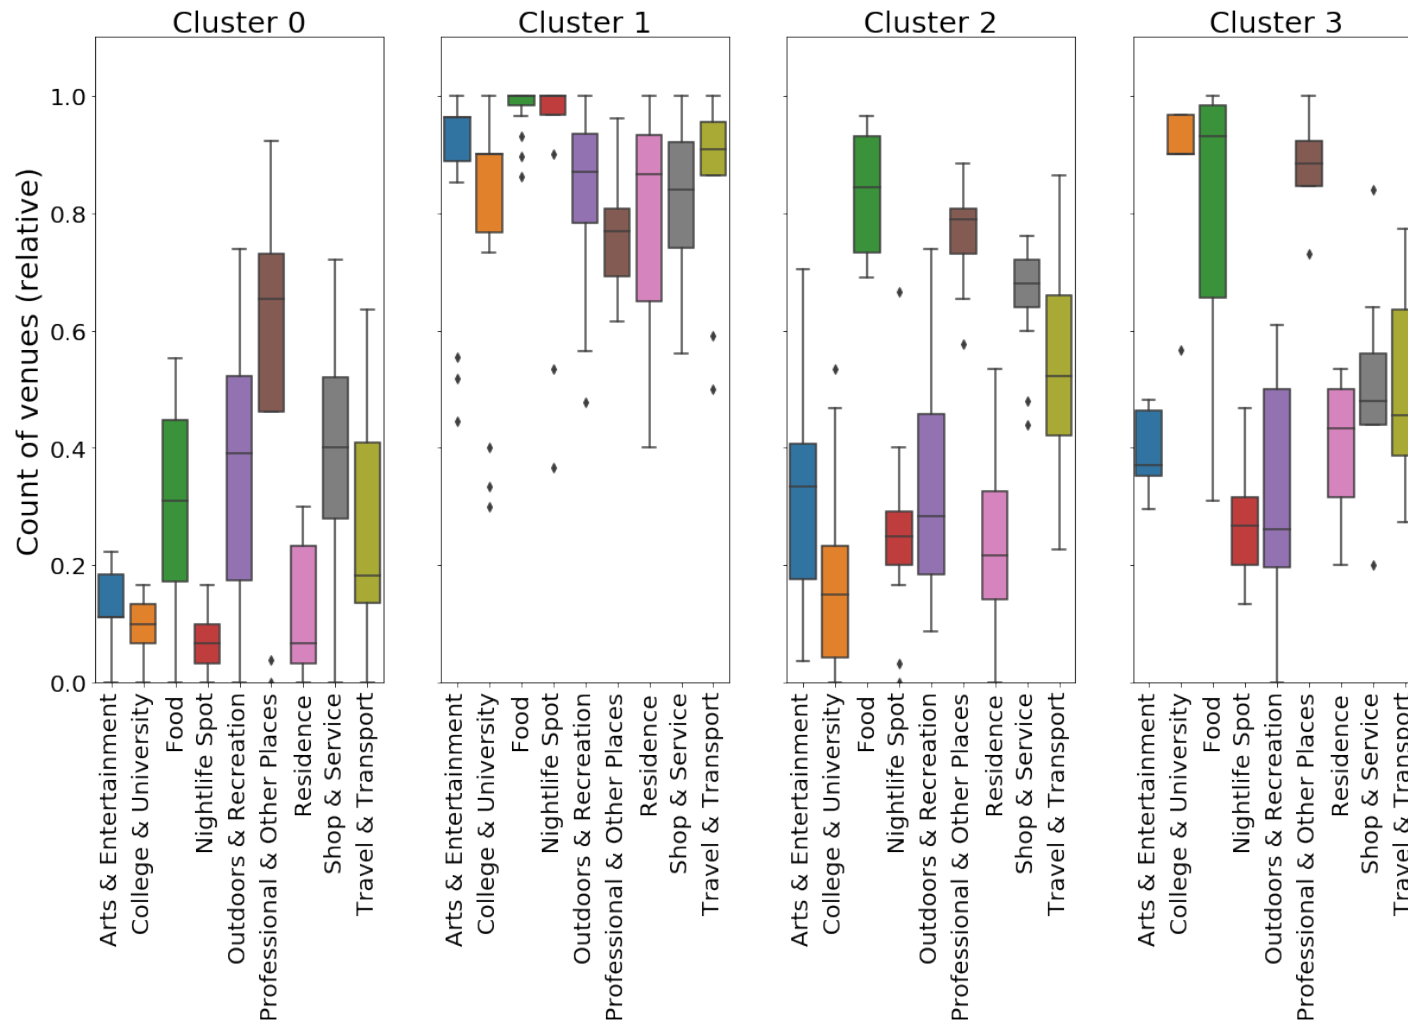 Cluster 0
Cluster 1
Cluster 2
Cluster 3
Count of venues (relative)
1.0
0.8
0.6
0.4
0.2
0.0
Arts & Entertainment
College & University
Food
Nightlife Spot
Outdoors & Recreation
Professional & Other Places
Residence
Shop & Service
Travel & Transport
Arts & Entertainment
College & University
Food
Nightlife Spot
Outdoors & Recreation
Professional & Other Places
Residence
Shop & Service
Travel & Transport
Arts & Entertainment
College & University
Food
Nightlife Spot
Outdoors & Recreation
Professional & Other Places
Residence
Shop & Service
Travel & Transport
Arts & Entertainment
College & University
Food
Nightlife Spot
Outdoors & Recreation
Professional & Other Places
Residence
Shop & Service
Travel & Transport